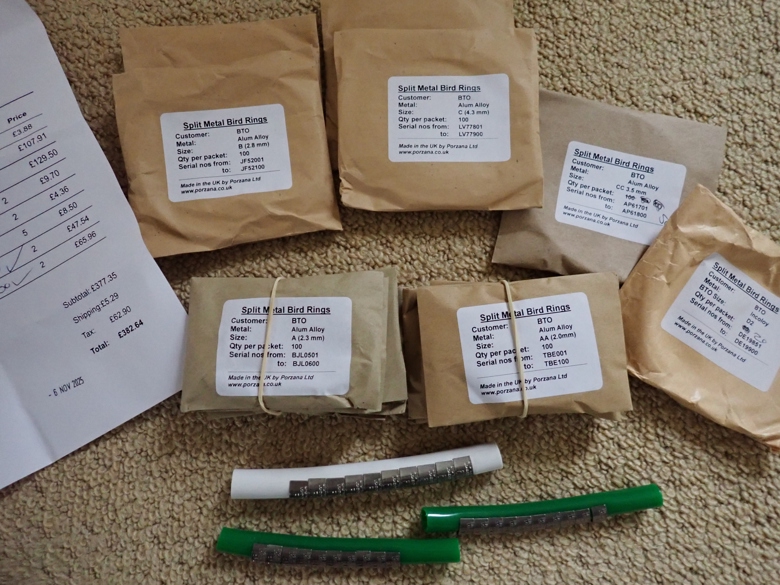 Price
£3.88
£107.91
£129.50
2 £9.70
2 £4.36
5 £8.50
2 £47.54
2 £65.96
Subtotal: £377.35
Shipping £5.29
Tax: £62.90
Total: £382.64
- 6 NOV 2025
Split Metal Bird Rings
Customer: BTO
Metal: Alum Alloy
Size: B (2.8 mm)
Qty per packet: 100
Serial nos from: JF52001
to: JF52100
Made in the UK by Porzana Ltd
www.porzana.co.uk
Split Metal Bird Rings
Customer: BTO
Metal: Alum Alloy
Size: C (4.3 mm)
Qty per packet: 100
Serial nos from: LV77801
to: LV77900
Made in the UK by Porzana Ltd
www.porzana.co.uk
Split Metal Bird Rings
Customer: BTO
Metal: Alum Alloy
Size: CC 3.5 mm
Qty per packet: 100
Serial nos from: AP61701
to: AP61800
Made in the UK by Porzana Ltd
www.porzana.co.uk
Split Metal Bird Rings
Customer: BTO
Metal: Incoloy
BTO Size: D2
Qty per packet:
Serial nos from: DE19851
to: DE19900
Made in the UK by Porzana Ltd
www.porzana.co.uk
Split Metal Bird Rings
Customer: BTO
Metal: Alum Alloy
Size: A (2.3 mm)
Qty per packet: 100
Serial nos from: BJL0501
to: BJL0600
Made in the UK by Porzana Ltd
www.porzana.co.uk
Split Metal Bird Rings
Customer: BTO
Metal: Alum Alloy
Size: AA (2.0mm)
Qty per packet: 100
Serial nos from: TBE001
to: TBE100
Made in the UK by Porzana Ltd
www.porzana.co.uk